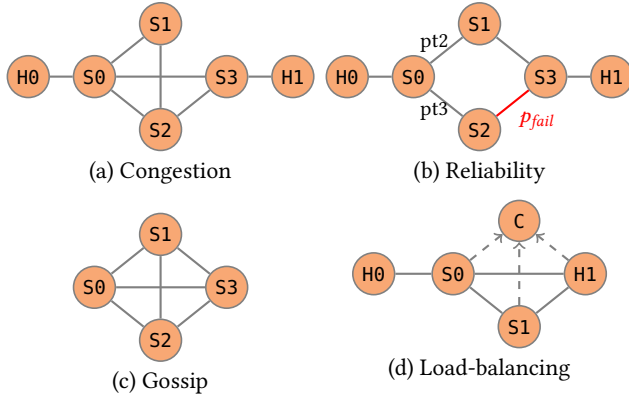 S1
H0 S0 S3 H1
S2
(a) Congestion
S1
pt2
H0 S0 S3 H1
pt3
S2 p_fail
(b) Reliability
S1
S0 S3
S2
(c) Gossip
C
H0 S0 H1
S1
(d) Load-balancing